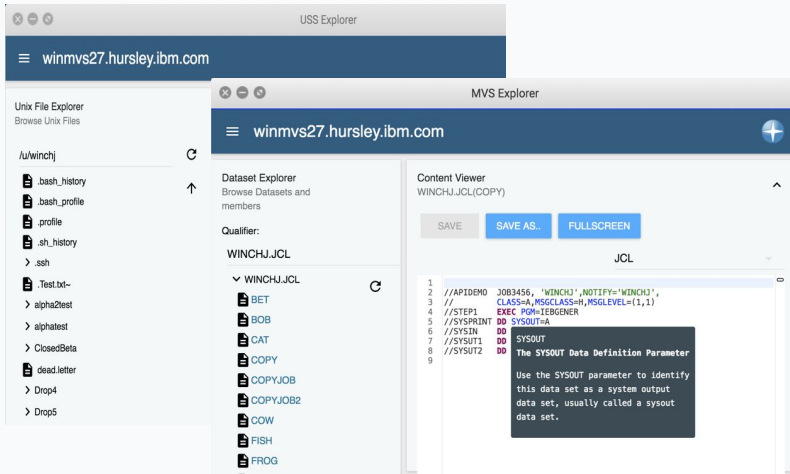 USS Explorer
winmvs27.hursley.ibm.com
Unix File Explorer
Browse Unix Files
/u/winchj
.bash_history
.bash_profile
.profile
.sh_history
.ssh
.Test.txt~
alpha2test
alphatest
ClosedBeta
dead.letter
Drop4
Drop5
MVS Explorer
winmvs27.hursley.ibm.com
Dataset Explorer
Browse Datasets and
members
Qualifier:
WINCHJ.JCL
WINCHJ.JCL
BET
BOB
CAT
COPY
COPYJOB
COPYJOB2
COW
FISH
FROG
Content Viewer
WINCHJ.JCL(COPY)
SAVE
SAVE AS..
FULLSCREEN
JCL
1
2 //APIDEMO JOB3456, 'WINCHJ',NOTIFY='WINCHJ',
3 // CLASS=A,MSGCLASS=H,MSGLEVEL=(1,1)
4 //STEP1 EXEC PGM=IEBGENER
5 //SYSPRINT DD SYSOUT=A
6 //SYSIN DD
7 //SYSUT1 DD
8 //SYSUT2 DD
9
SYSOUT
The SYSOUT Data Definition Parameter
Use the SYSOUT parameter to identify
this data set as a system output
data set, usually called a sysout
data set.